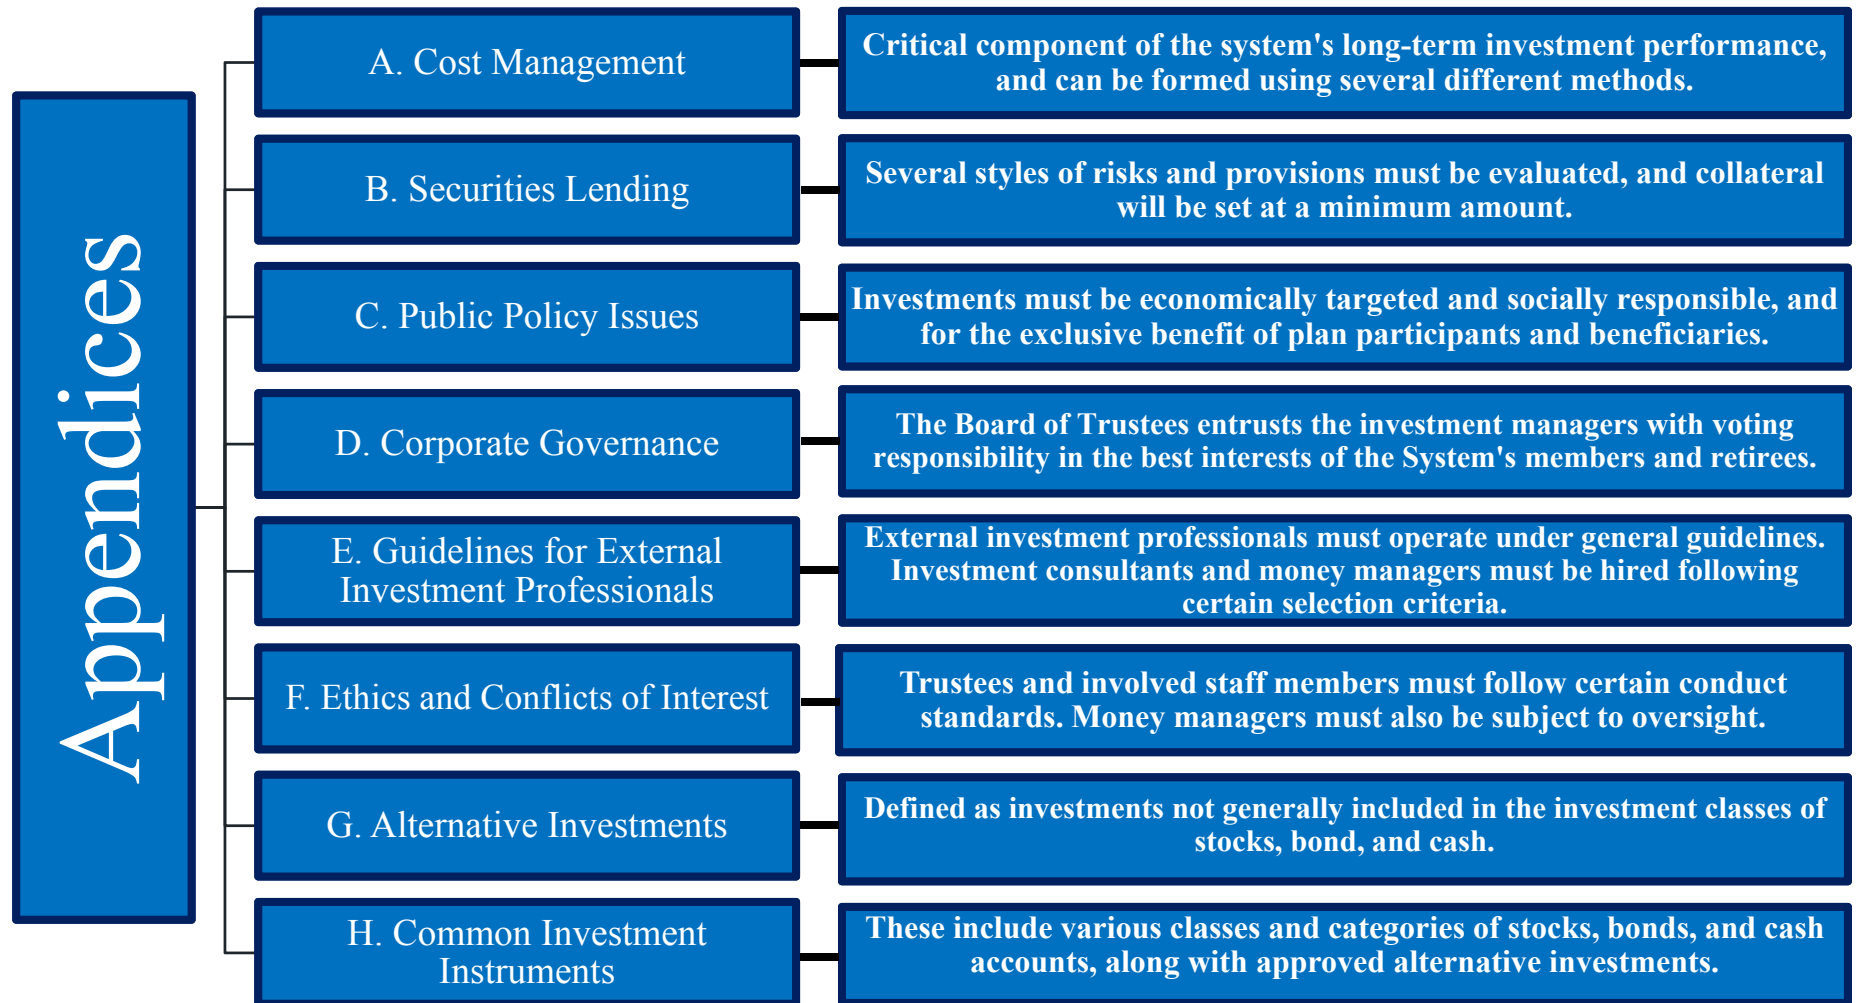 Appendices
A. Cost Management
Critical component of the system's long-term investment performance,
and can be formed using several different methods.
B. Securities Lending
Several styles of risks and provisions must be evaluated, and collateral
will be set at a minimum amount.
C. Public Policy Issues
Investments must be economically targeted and socially responsible, and
for the exclusive benefit of plan participants and beneficiaries.
D. Corporate Governance
The Board of Trustees entrusts the investment managers with voting
responsibility in the best interests of the System's members and retirees.
E. Guidelines for External
Investment Professionals
External investment professionals must operate under general guidelines.
Investment consultants and money managers must be hired following
certain selection criteria.
F. Ethics and Conflicts of Interest
Trustees and involved staff members must follow certain conduct
standards. Money managers must also be subject to oversight.
G. Alternative Investments
Defined as investments not generally included in the investment classes of
stocks, bond, and cash.
H. Common Investment
Instruments
These include various classes and categories of stocks, bonds, and cash
accounts, along with approved alternative investments.